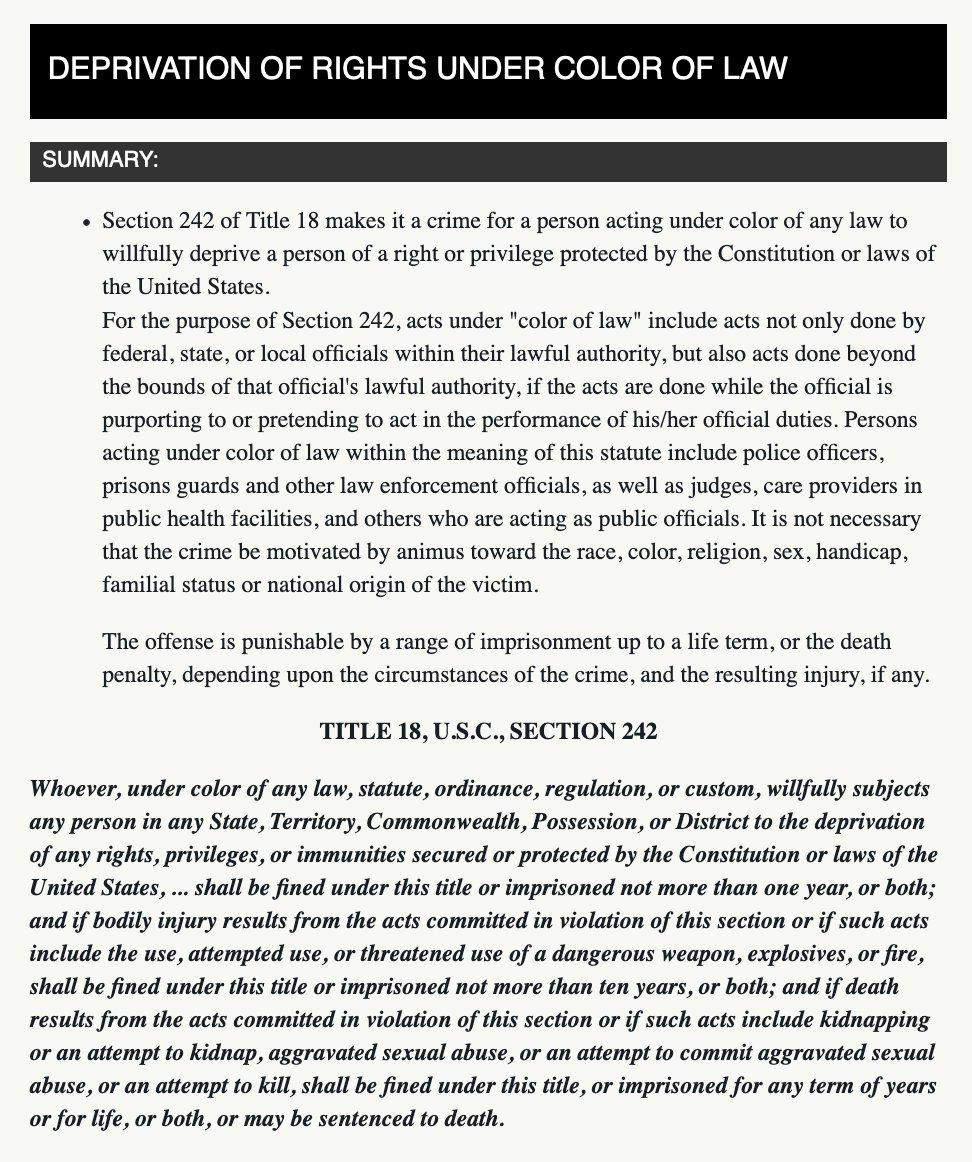 DEPRIVATION OF RIGHTS UNDER COLOR OF LAW
SUMMARY:
• Section 242 of Title 18 makes it a crime for a person acting under color of any law to
willfully deprive a person of a right or privilege protected by the Constitution or laws of
the United States.
For the purpose of Section 242, acts under "color of law" include acts not only done by
federal, state, or local officials within their lawful authority, but also acts done beyond
the bounds of that official's lawful authority, if the acts are done while the official is
purporting to or pretending to act in the performance of his/her official duties. Persons
acting under color of law within the meaning of this statute include police officers,
prisons guards and other law enforcement officials, as well as judges, care providers in
public health facilities, and others who are acting as public officials. It is not necessary
that the crime be motivated by animus toward the race, color, religion, sex, handicap,
familial status or national origin of the victim.
The offense is punishable by a range of imprisonment up to a life term, or the death
penalty, depending upon the circumstances of the crime, and the resulting injury, if any.
TITLE 18, U.S.C., SECTION 242
Whoever, under color of any law, statute, ordinance, regulation, or custom, willfully subjects
any person in any State, Territory, Commonwealth, Possession, or District to the deprivation
of any rights, privileges, or immunities secured or protected by the Constitution or laws of the
United States, ... shall be fined under this title or imprisoned not more than one year, or both;
and if bodily injury results from the acts committed in violation of this section or if such acts
include the use, attempted use, or threatened use of a dangerous weapon, explosives, or fire,
shall be fined under this title or imprisoned not more than ten years, or both; and if death
results from the acts committed in violation of this section or if such acts include kidnapping
or an attempt to kidnap, aggravated sexual abuse, or an attempt to commit aggravated sexual
abuse, or an attempt to kill, shall be fined under this title, or imprisoned for any term of years
or for life, or both, or may be sentenced to death.